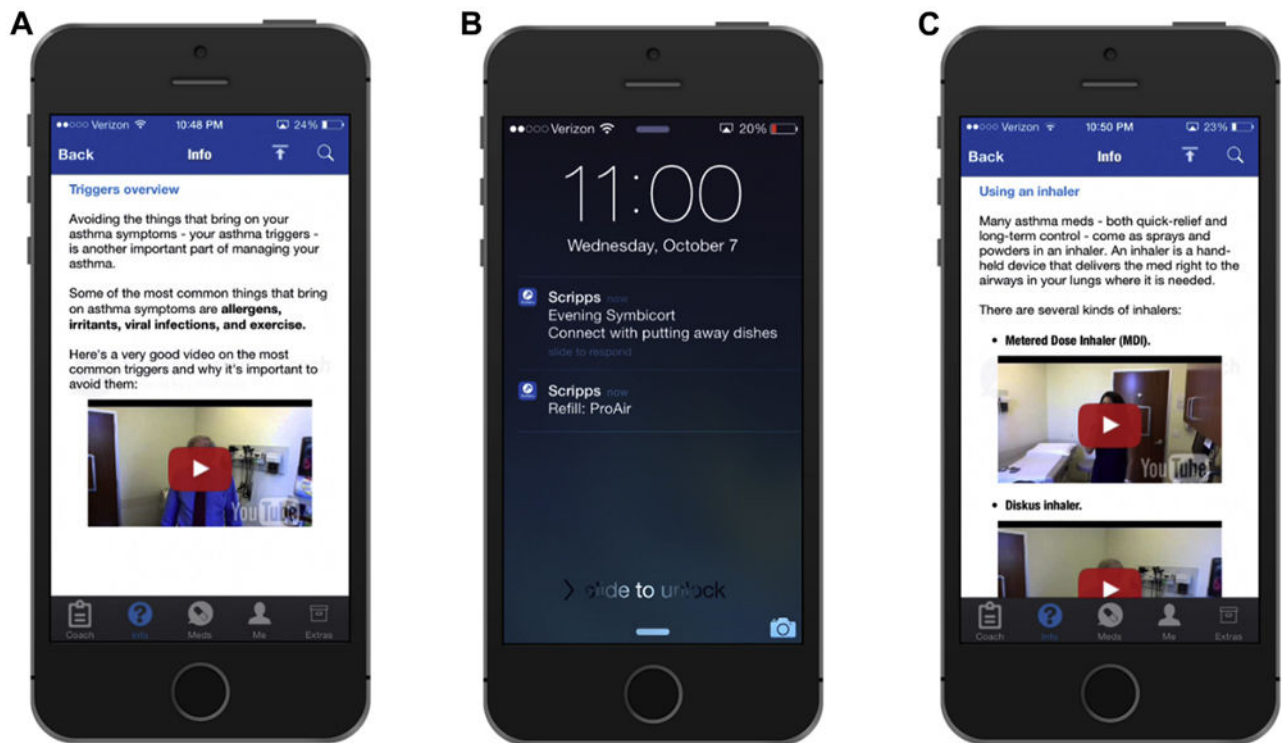 A
Verizon 10:48 PM 24%
Back Info
Triggers overview
Avoiding the things that bring on your
asthma symptoms - your asthma triggers -
is another important part of managing your
asthma.
Some of the most common things that bring
on asthma symptoms are allergens,
irritants, viral infections, and exercise.
Here's a very good video on the most
common triggers and why it's important to
avoid them:
YouTube
Coach Info Meds Me Extras
B
Verizon 20%
11:00
Wednesday, October 7
Scripps now
Evening Symbicort
Connect with putting away dishes
slide to respond
Scripps now
Refill: ProAir
> slide to unlock
C
Verizon 10:50 PM 23%
Back Info
Using an inhaler
Many asthma meds - both quick-relief and
long-term control - come as sprays and
powders in an inhaler. An inhaler is a hand-
held device that delivers the med right to the
airways in your lungs where it is needed.
There are several kinds of inhalers:
• Metered Dose Inhaler (MDI).
YouTube
• Diskus inhaler.
Coach Info Meds Me Extras